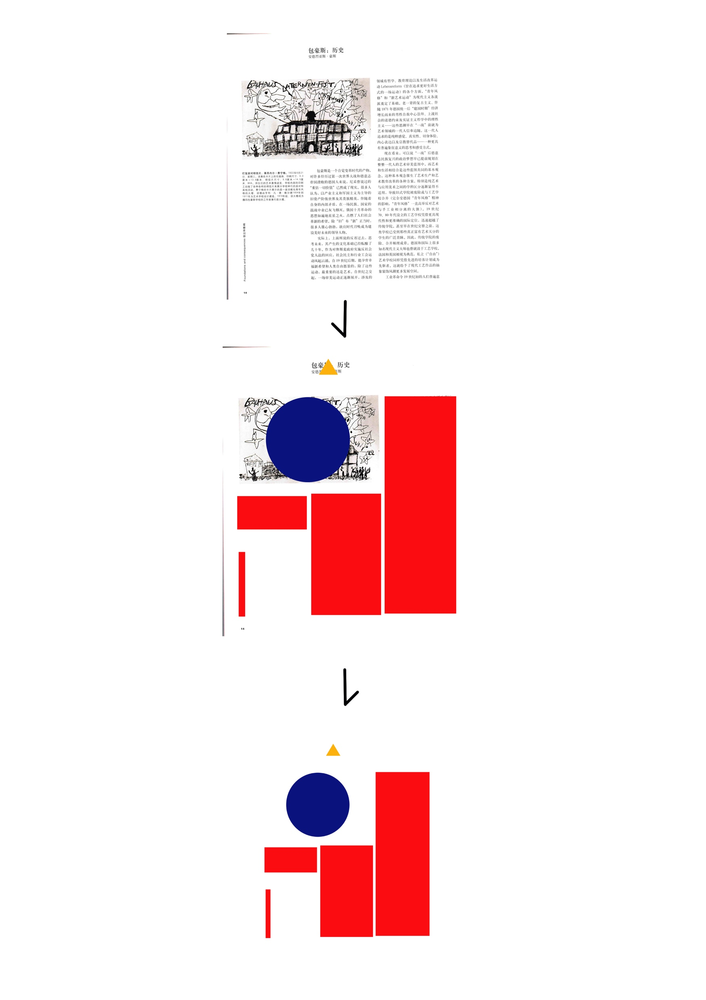 包豪斯：历史
安德烈亚斯·豪斯
BAUHAUS LATERNEN=FEST
MITTWOCH
21.
JUNI
22
灯笼派对明信片，莱昂内尔·费宁格。1922年6月21
日，星期三。淡黄色卡片上的石版画，印刷尺寸：9.0
厘米×13.9厘米，明信片尺寸：9.5厘米×14.5厘
米，BHA。师生们的艺术激情迸发，学校内部的印刷
工坊做了各种各样的明信片来展示学校举行的派对和
其他活动。费宁格的卡片展示的是一座功能化青年风
格的大楼，该楼由亨利·凡·德·维尔德1904年到
1911年为艺术学校设计建造。1919年起，该大楼成为
魏玛包豪斯学校的工作室兼行政大楼。
Foundations and consequences 创立和影响
14
包豪斯是一个自觉变革时代的产物。
对许多经历过第一次世界大战和德意志
帝国溃败的德国人来说，尼采曾说过的
“重估一切价值”已然成了现实。很多人
认为，以产业主义和军国主义为主导的
旧资产阶级世界及其贵族精英，伴随着
自身的内部矛盾，在一场民族、国家的
混战中业已灰飞烟灭。俄国十月革命的
思想如遍地星星之火，点燃了人们社会
革新的希望。除“旧”布“新”正当时，
很多人雄心勃勃，欲应时代召唤成为建
设美好未来的领导人物。
实际上，上面所说的反省过去，思
考未来，其产生的文化基础已经酝酿了
几十年。作为对俾斯麦政府实施反社会
党人法的回应，社会民主和行业工会运
动风起云涌。自 19 世纪后期，能孕育幸
福新希望和人类自由愿景的，除了这些
运动，最重要的还是艺术。自世纪之交
起，一场审美运动正逐渐展开，涉及的
领域有哲学、教育理论以及生活改革运
动 Lebensreform（旨在追求更好生活方
式的一场运动）的各个方面。“青年风
格”和“新艺术运动”为现代主义各流
派奠定了基础。老一辈的复古主义、伴
随 1871 年德国统一后“建国时期”经济
增长而来的男性自我中心崇拜、上流社
会的道德约束及实证主义哲学中的理性
主义——这些思潮早在“一战”前就为
艺术领域的一代人信奉追随。这一代人
追求的是纯粹感觉、真实性、切身体验、
内心表达以及宗教替代品——一种更具
有普遍象征意义的思考和感受方式。
现在看来，可以说“一战”后德意
志民族复兴的政治梦想早已提前规划在
整整一代人的艺术审美蓝图中。而艺术
和生活相结合是这些蓝图共同的基本观
念。这种基本观念催生了艺术生产和艺
术教育改革的各种方案。特别是纯艺术
与应用美术之间的学科区分逐渐显得不
适用，导致旧式学院被废除或与工艺学
校合并（完全受德国“青年风格”精神
的影响，“青年风格”一直高举反对艺术
与手工业相分离的大旗）。19 世纪
70、80 年代设立的工艺学校凭借更具现
代性和更准确的国际定位，迅速超越了
传统学院。甚至早在世纪交替之前，这
类学校已受到那些真正富有艺术天分的
学生的广泛青睐。因此，传统学院的废
除、合并顺理成章。德国和国际上很多
知名现代主义大师也曾就读于工艺学校。
法国和英国被视为典范，私立（“自由”）
艺术学校同样凭借先进的培养计划成为
先驱者。这就给予了现代工艺作品的抽
象装饰风潮更多发展空间。
工业革命令 19 世纪初的人们普遍意
包豪 历史
安德 豪斯
BAUHAUS FEST
JUNI
22
14